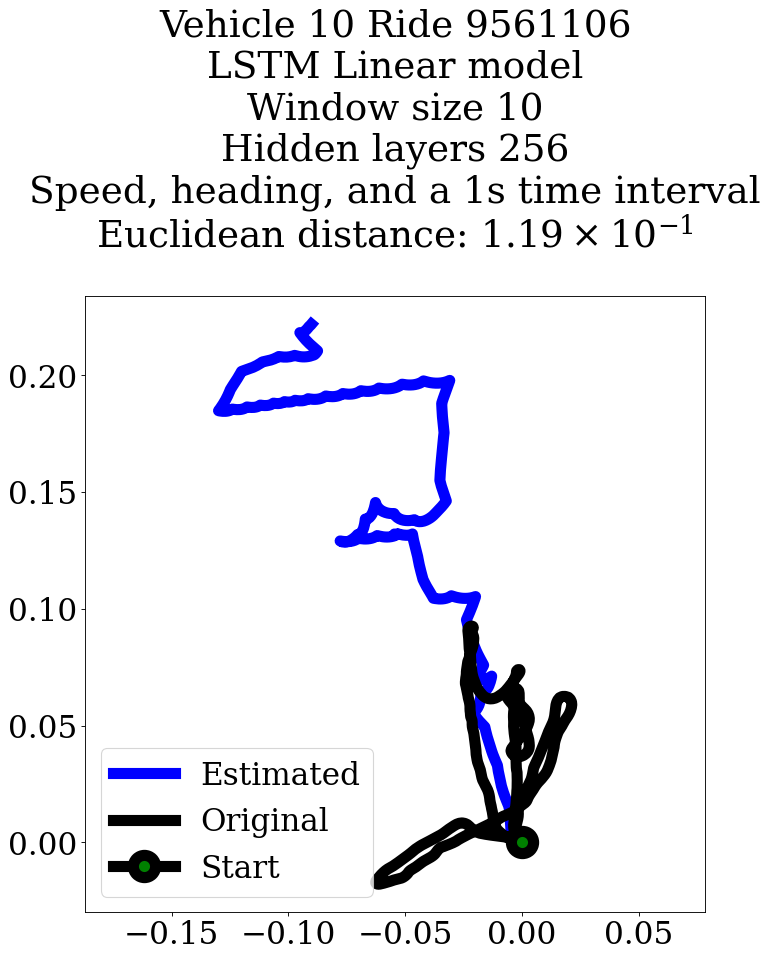 Vehicle 10 Ride 9561106
LSTM Linear model
Window size 10
Hidden layers 256
Speed, heading, and a 1s time interval
Euclidean distance: 1.19 × 10⁻¹
0.20
0.15
0.10
0.05
0.00
Estimated
Original
Start
−0.15 −0.10 −0.05 0.00 0.05